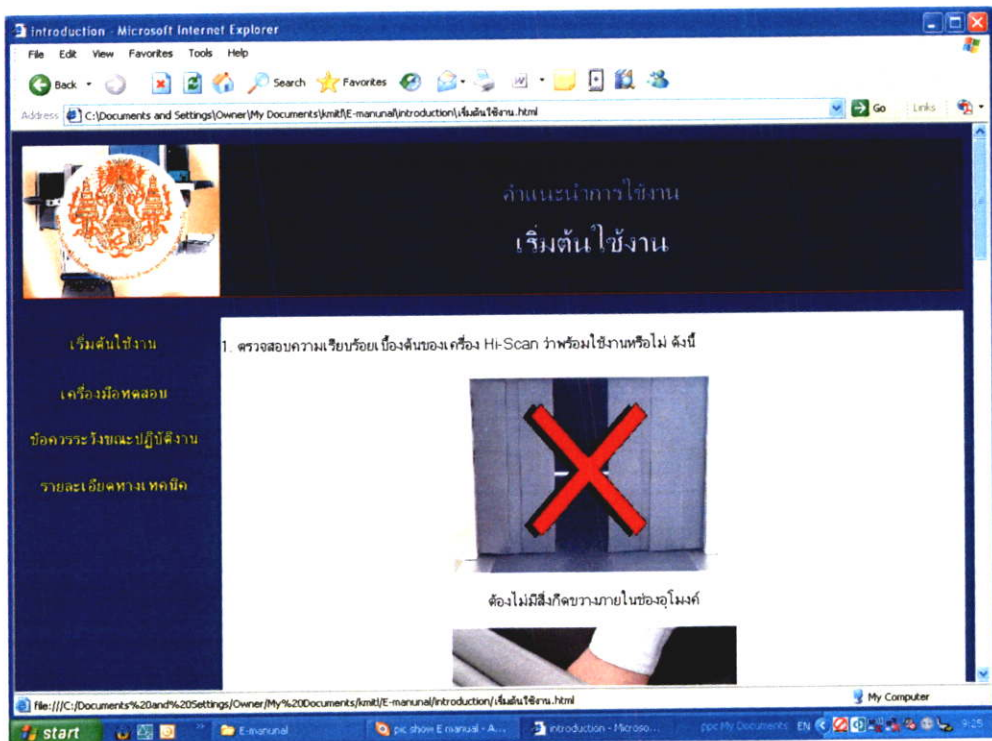 introduction - Microsoft Internet Explorer
File Edit View Favorites Tools Help
Back Search Favorites
Address C:\Documents and Settings\Owner\My Documents\kmitl\E-manunal\introduction\เริ่มต้นใช้งาน.html Go Links
คำแนะนำการใช้งาน
เริ่มต้นใช้งาน
เริ่มต้นใช้งาน
เครื่องมือทดสอบ
ข้อควรระวังขณะปฏิบัติงาน
รายละเอียดทางเทคนิค
1. ตรวจสอบความเรียบร้อยเบื้องต้นของเครื่อง Hi-Scan ว่าพร้อมใช้งานหรือไม่ ดังนี้
ต้องไม่มีสิ่งกีดขวางภายในช่องอุโมงค์
file:///C:/Documents%20and%20Settings/Owner/My%20Documents/kmitl/E-manunal/introduction/เริ่มต้นใช้งาน.html My Computer
start E-manunal pic show E manual - A... introduction - Microso... ppc My Documents EN 9:25